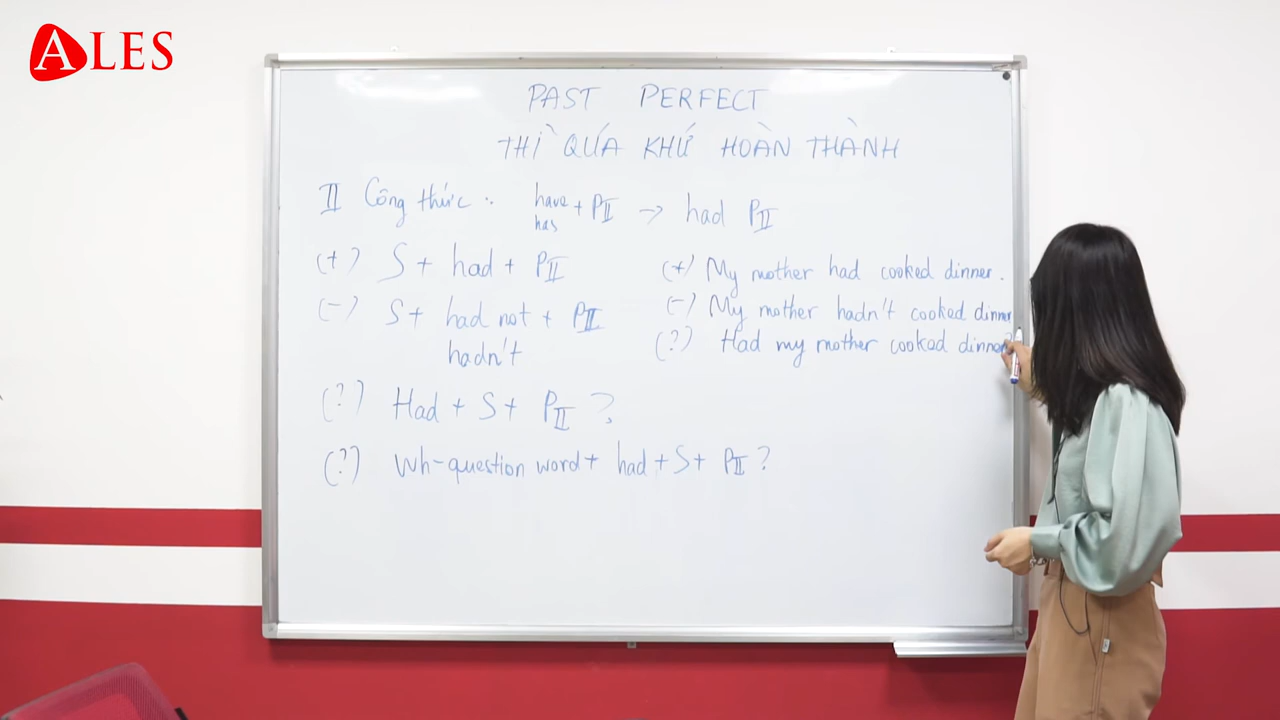 ALES
PAST PERFECT
THÌ QÚA KHỨ HOÀN THÀNH
II Công thức : have has + PII → had PII
(+) S + had + PII
(-) S + had not + PII
hadn't
(?) Had + S + PII ?
(?) Wh-question word + had + S + PII ?
(+) My mother had cooked dinner.
(-) My mother hadn't cooked dinner
(?) Had my mother cooked dinner?